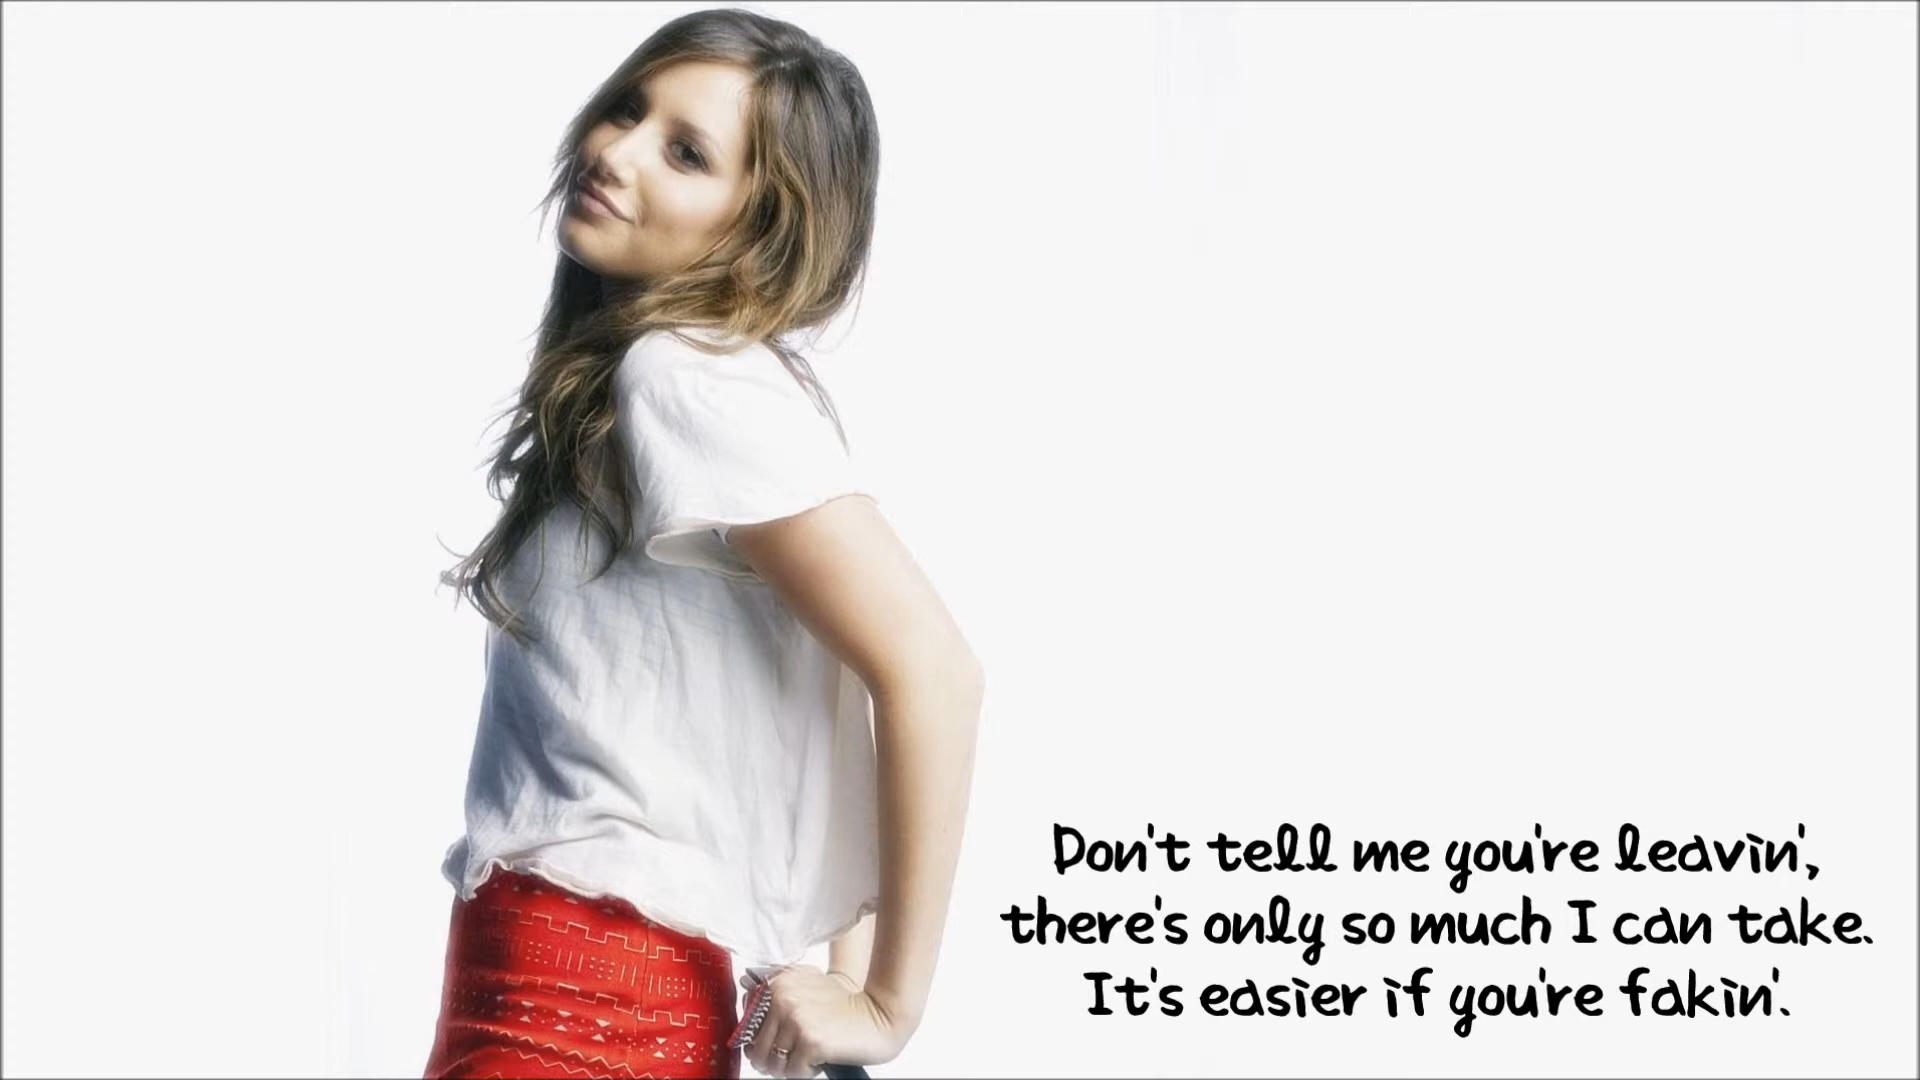 Don't tell me you're leavin',
there's only so much I can take.
It's easier if you're fakin'.